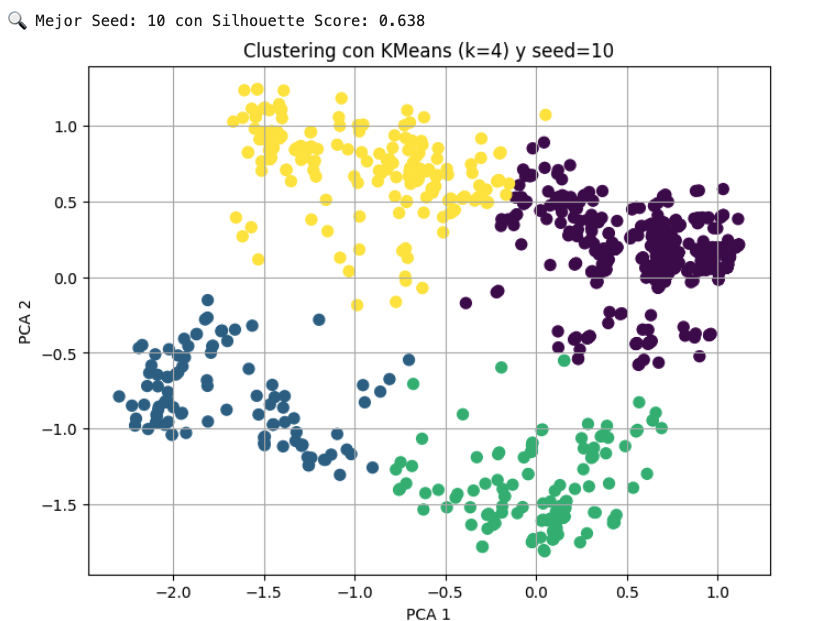 🔍 Mejor Seed: 10 con Silhouette Score: 0.638
Clustering con KMeans (k=4) y seed=10
1.0
0.5
0.0
−0.5
−1.0
−1.5
PCA 2
−2.0 −1.5 −1.0 −0.5 0.0 0.5 1.0
PCA 1